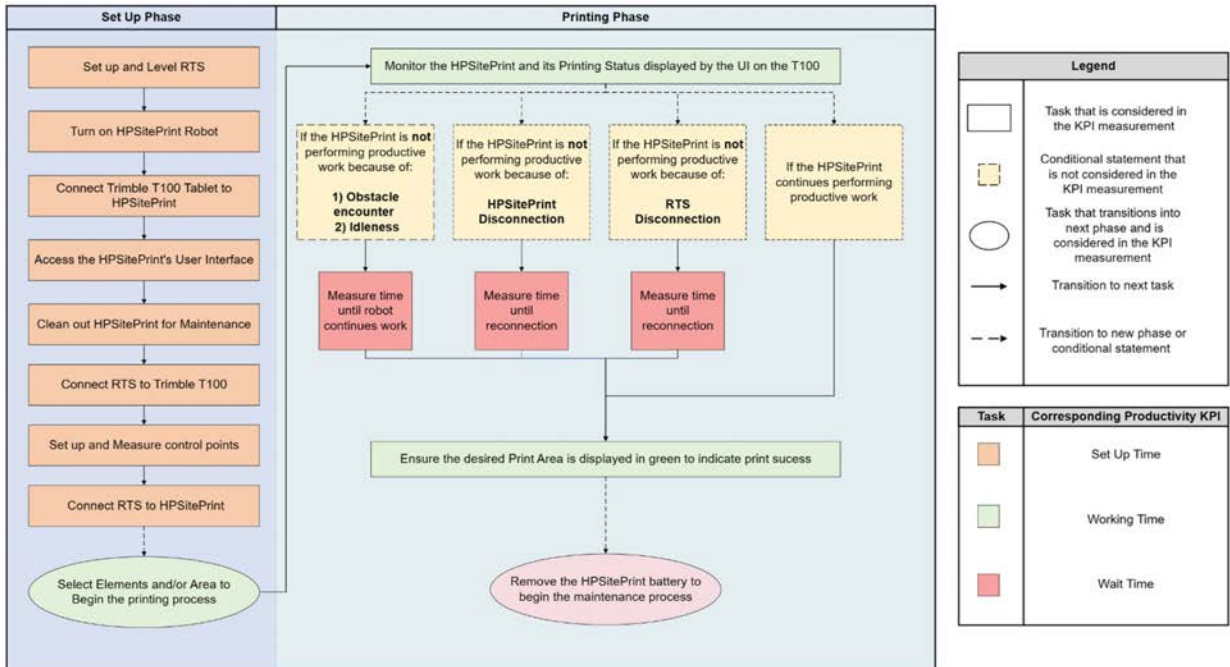 Set Up Phase
Set up and Level RTS
Turn on HPSitePrint Robot
Connect Trimble T100 Tablet to
HPSitePrint
Access the HPSitePrint's User Interface
Clean out HPSitePrint for Maintenance
Connect RTS to Trimble T100
Set up and Measure control points
Connect RTS to HPSitePrint
Select Elements and/or Area to
Begin the printing process
Printing Phase
Monitor the HPSitePrint and its Printing Status displayed by the UI on the T100
If the HPSitePrint is not
performing productive
work because of:
1) Obstacle
encounter
2) Idleness
If the HPSitePrint is not
performing productive
work because of:
HPSitePrint
Disconnection
If the HPSitePrint is not
performing productive
work because of:
RTS
Disconnection
If the HPSitePrint
continues performing
productive work
Measure time
until robot
continues work
Measure time
until
reconnection
Measure time
until
reconnection
Ensure the desired Print Area is displayed in green to indicate print sucess
Remove the HPSitePrint battery to
begin the maintenance process
Legend
Task that is considered in
the KPI measurement
Conditional statement that
is not considered in the
KPI measurement
Task that transitions into
next phase and is
considered in the KPI
measurement
Transition to next task
Transition to new phase or
conditional statement
Task Corresponding Productivity KPI
Set Up Time
Working Time
Wait Time